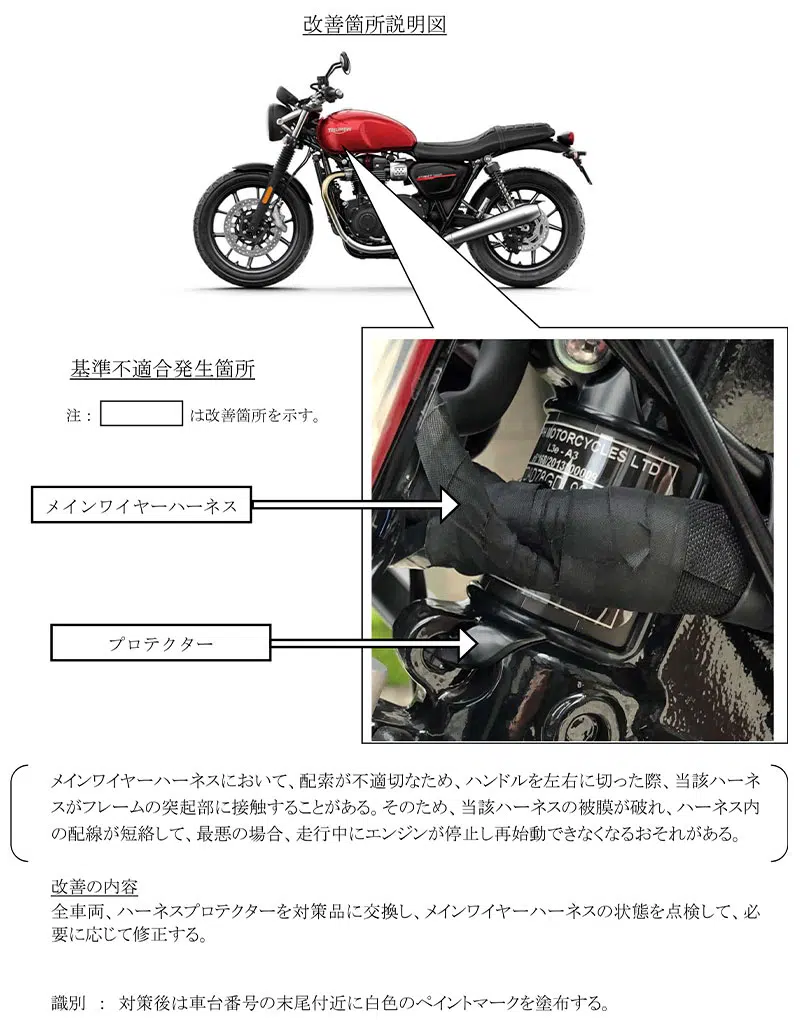 改善箇所説明図
TRIUMPH
基準不適合発生箇所
注： は改善箇所を示す。
MOTORCYCLES LTD
L3e - A3
メインワイヤーハーネス
プロテクター
メインワイヤーハーネスにおいて、配索が不適切なため、ハンドルを左右に切った際、当該ハーネ
スがフレームの突起部に接触することがある。そのため、当該ハーネスの被膜が破れ、ハーネス内
の配線が短絡して、最悪の場合、走行中にエンジンが停止し再始動できなくなるおそれがある。
改善の内容
全車両、ハーネスプロテクターを対策品に交換し、メインワイヤーハーネスの状態を点検して、必
要に応じて修正する。
識別 ： 対策後は車台番号の末尾付近に白色のペイントマークを塗布する。